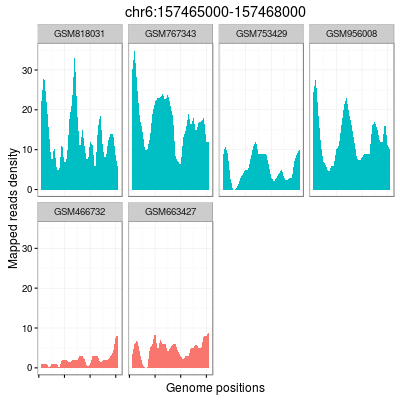 chr6:157465000-157468000
GSM818031 GSM767343 GSM753429 GSM956008
30
20
10
0
Mapped reads density
GSM466732 GSM663427
30
20
10
0
Genome positions